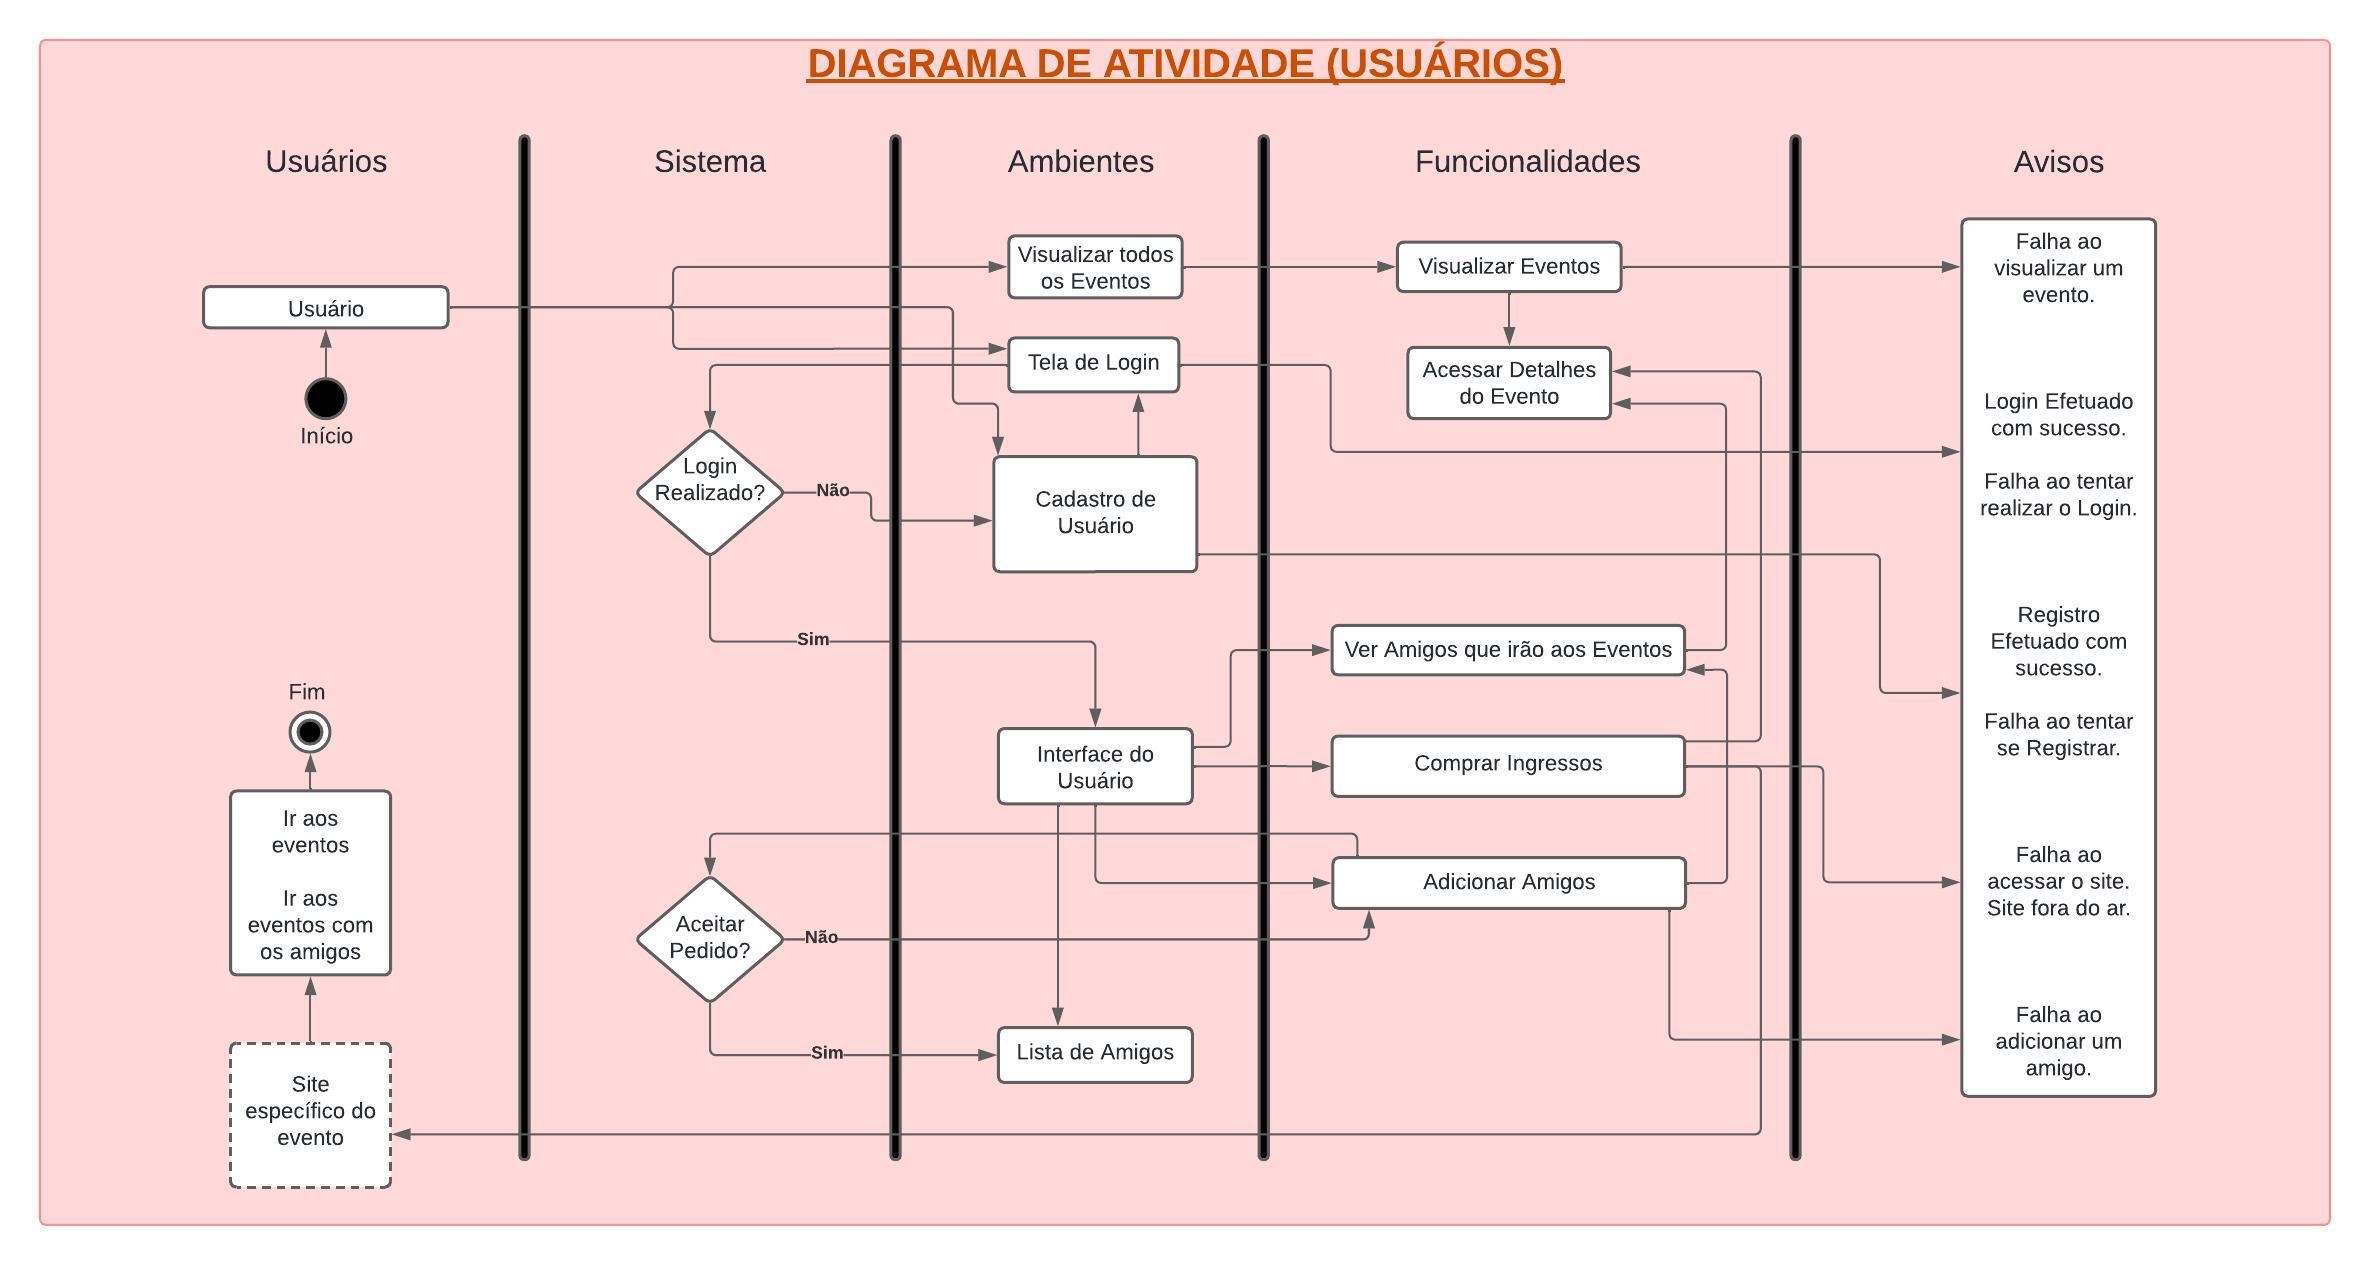 DIAGRAMA DE ATIVIDADE (USUÁRIOS)
Usuários
Sistema
Ambientes
Funcionalidades
Avisos
Usuário
Início
Fim
Ir aos
eventos
Ir aos
eventos com
os amigos
Site
específico do
evento
Login
Realizado?
Não
Sim
Aceitar
Pedido?
Não
Sim
Visualizar todos
os Eventos
Tela de Login
Cadastro de
Usuário
Interface do
Usuário
Lista de Amigos
Visualizar Eventos
Acessar Detalhes
do Evento
Ver Amigos que irão aos Eventos
Comprar Ingressos
Adicionar Amigos
Falha ao
visualizar um
evento.
Login Efetuado
com sucesso.
Falha ao tentar
realizar o Login.
Registro
Efetuado com
sucesso.
Falha ao tentar
se Registrar.
Falha ao
acessar o site.
Site fora do ar.
Falha ao
adicionar um
amigo.